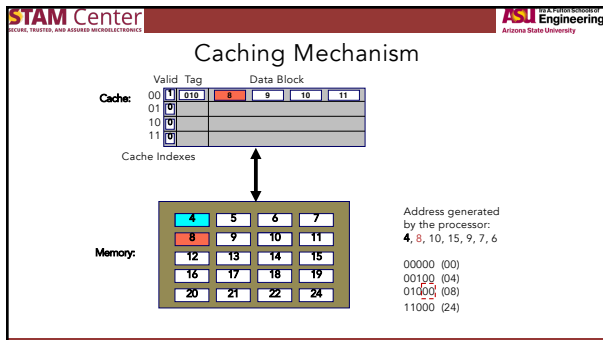 STAM Center
SECURE, TRUSTED, AND ASSURED MICROELECTRONICS
ASU Ira A. Fulton Schools of
Engineering
Arizona State University
Caching Mechanism
Valid Tag Data Block
Cache: 00 1 010 8 9 10 11
01 0
10 0
11 0
Cache Indexes
Memory:
4 5 6 7
8 9 10 11
12 13 14 15
16 17 18 19
20 21 22 24
Address generated
by the processor:
4, 8, 10, 15, 9, 7, 6
00000 (00)
00100 (04)
01000 (08)
11000 (24)